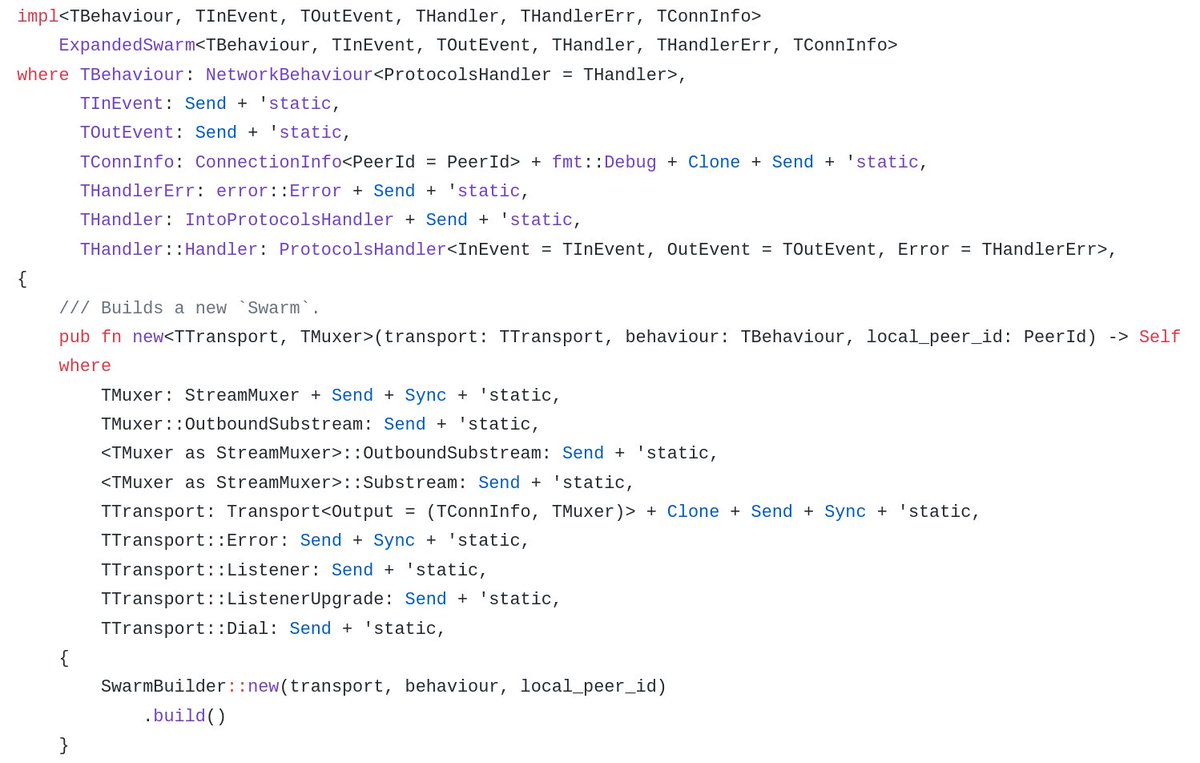 impl<TBehaviour, TInEvent, TOutEvent, THandler, THandlerErr, TConnInfo>
    ExpandedSwarm<TBehaviour, TInEvent, TOutEvent, THandler, THandlerErr, TConnInfo>
where TBehaviour: NetworkBehaviour<ProtocolsHandler = THandler>,
      TInEvent: Send + 'static,
      TOutEvent: Send + 'static,
      TConnInfo: ConnectionInfo<PeerId = PeerId> + fmt::Debug + Clone + Send + 'static,
      THandlerErr: error::Error + Send + 'static,
      THandler: IntoProtocolsHandler + Send + 'static,
      THandler::Handler: ProtocolsHandler<InEvent = TInEvent, OutEvent = TOutEvent, Error = THandlerErr>,
{
    /// Builds a new `Swarm`.
    pub fn new<TTransport, TMuxer>(transport: TTransport, behaviour: TBehaviour, local_peer_id: PeerId) -> Self
    where
        TMuxer: StreamMuxer + Send + Sync + 'static,
        TMuxer::OutboundSubstream: Send + 'static,
        <TMuxer as StreamMuxer>::OutboundSubstream: Send + 'static,
        <TMuxer as StreamMuxer>::Substream: Send + 'static,
        TTransport: Transport<Output = (TConnInfo, TMuxer)> + Clone + Send + Sync + 'static,
        TTransport::Error: Send + Sync + 'static,
        TTransport::Listener: Send + 'static,
        TTransport::ListenerUpgrade: Send + 'static,
        TTransport::Dial: Send + 'static,
    {
        SwarmBuilder::new(transport, behaviour, local_peer_id)
            .build()
    }